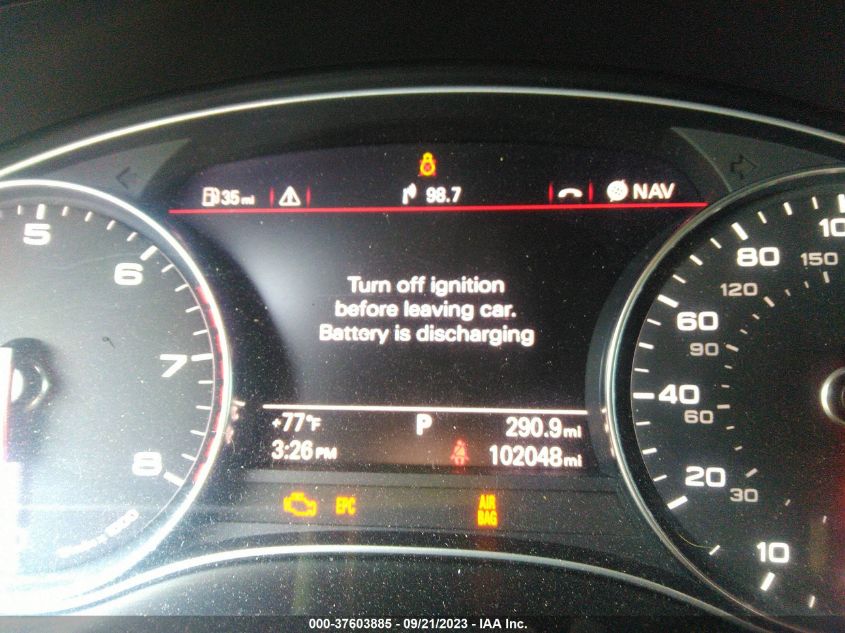 35 mi
98.7
NAV
Turn off ignition
before leaving car.
Battery is discharging
+77°F
P
290.9 mi
3:26 PM
102048 mi
EPC
AIR
BAG
5
6
7
8
80
60
40
20
10
150
120
90
60
30
000-37603885 - 09/21/2023 - IAA Inc.